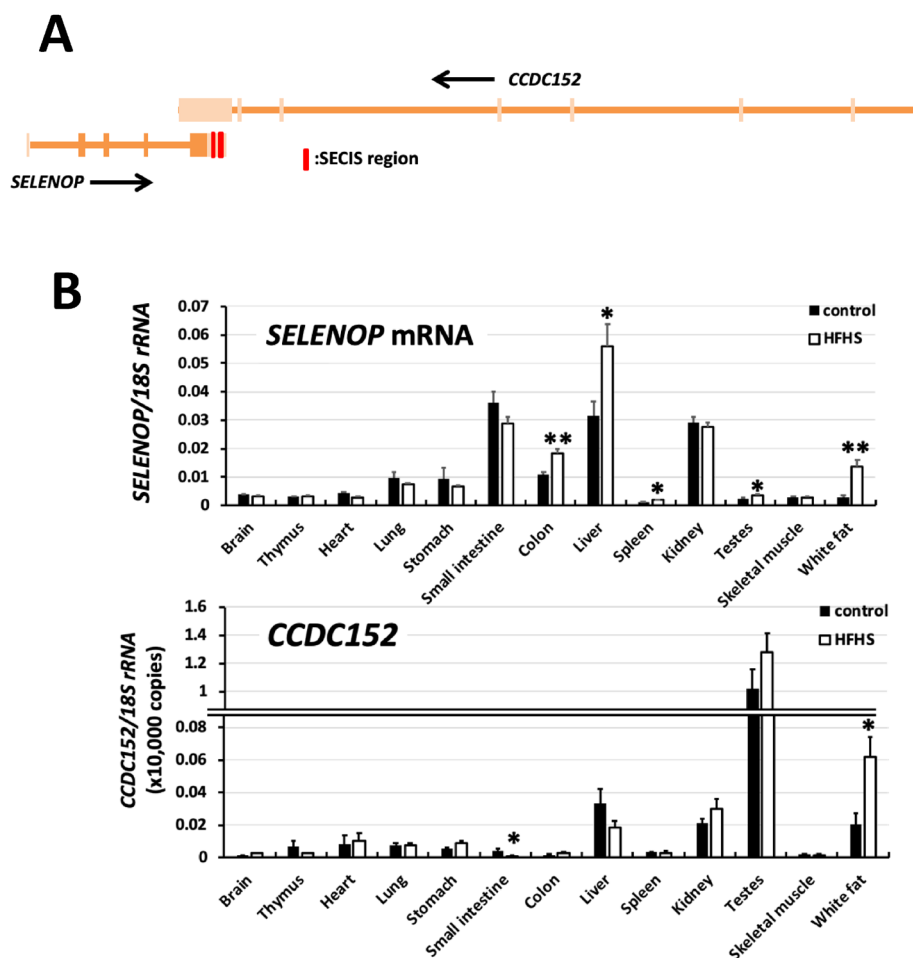 A
CCDC152
:SECIS region
SELENOP
B
SELENOP/18S rRNA
0.07
0.06
0.05
0.04
0.03
0.02
0.01
0
SELENOP mRNA
control
HFHS
*
**
*
*
**
Brain
Thymus
Heart
Lung
Stomach
Small intestine
Colon
Liver
Spleen
Kidney
Testes
Skeletal muscle
White fat
CCDC152/18S rRNA
(x10,000 copies)
1.6
1.4
1.2
1
0.08
0.06
0.04
0.02
0
CCDC152
control
HFHS
*
*
Brain
Thymus
Heart
Lung
Stomach
Small intestine
Colon
Liver
Spleen
Kidney
Testes
Skeletal muscle
White fat